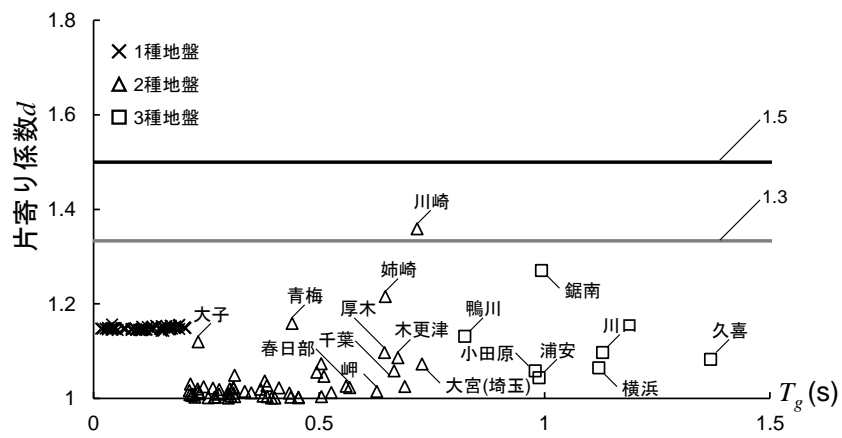 1.8
1.6
1.4
1.2
1
片寄り係数d
1種地盤
2種地盤
3種地盤
1.5
1.3
川崎
姉崎
鋸南
青梅
厚木
鴨川
大子
千葉
木更津
川
久喜
春日部
小田原
浦安
岬
大宮(埼玉)
横浜
0
0.5
1
1.5
Tg (s)